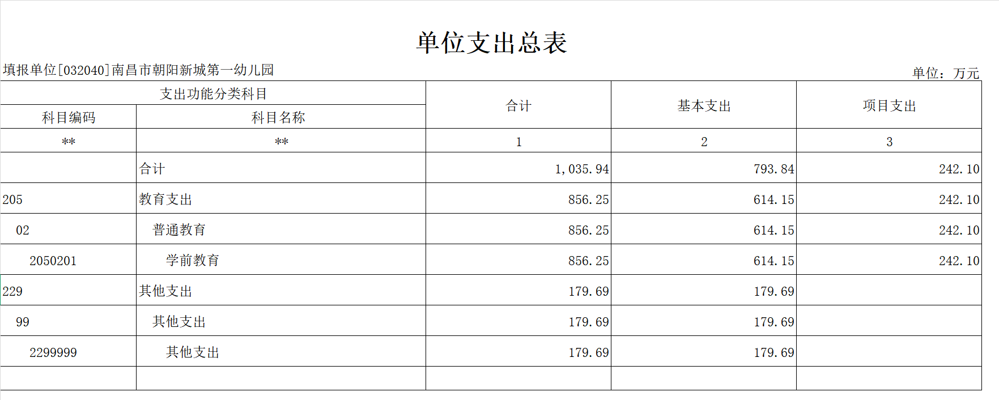 单位支出总表
填报单位[032040]南昌市朝阳新城第一幼儿园 单位：万元
支出功能分类科目 合计 基本支出 项目支出
科目编码 科目名称
** ** 1 2 3
合计 1,035.94 793.84 242.10
205 教育支出 856.25 614.15 242.10
02 普通教育 856.25 614.15 242.10
2050201 学前教育 856.25 614.15 242.10
229 其他支出 179.69 179.69
99 其他支出 179.69 179.69
2299999 其他支出 179.69 179.69